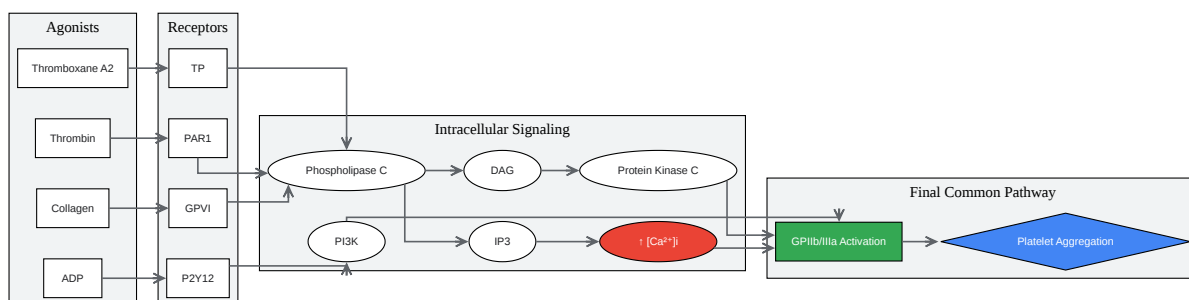 Agonists
Thromboxane A2
Thrombin
Collagen
ADP
Receptors
TP
PAR1
GPVI
P2Y12
Intracellular Signaling
Phospholipase C
DAG
Protein Kinase C
PI3K
IP3
↑ [Ca²⁺]i
Final Common Pathway
GPIIb/IIIa Activation
Platelet Aggregation